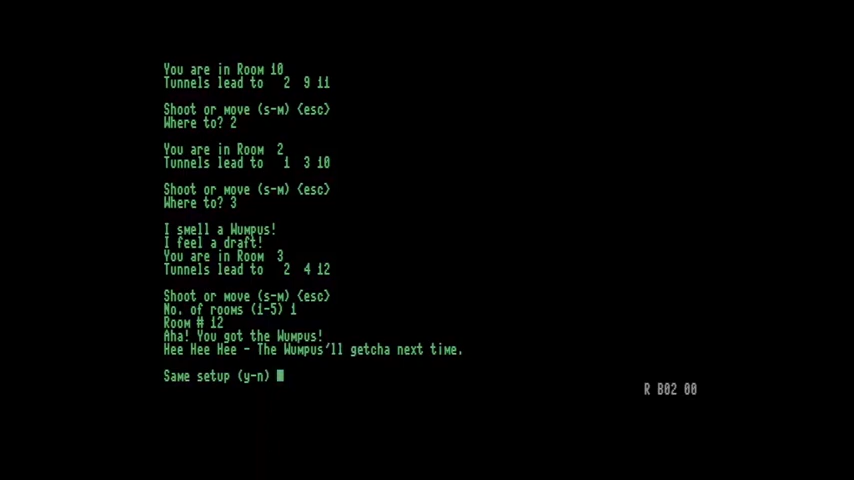 You are in Room 10
Tunnels lead to   2  9 11
Shoot or move (s-m) {esc}
Where to? 2
You are in Room  2
Tunnels lead to   1  3 10
Shoot or move (s-m) {esc}
Where to? 3
I smell a Wumpus!
I feel a draft!
You are in Room  3
Tunnels lead to   2  4 12
Shoot or move (s-m) {esc}
No. of rooms (1-5) 1
Room # 12
Aha! You got the Wumpus!
Hee Hee Hee - The Wumpus'll getcha next time.
Same setup (y-n)
R B02 00